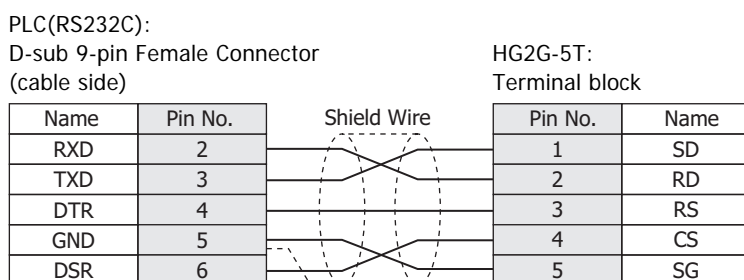 PLC(RS232C):
D-sub 9-pin Female Connector
(cable side)
HG2G-5T:
Terminal block
Name Pin No. Shield Wire Pin No. Name
RXD 2 1 SD
TXD 3 2 RD
DTR 4 3 RS
GND 5 4 CS
DSR 6 5 SG